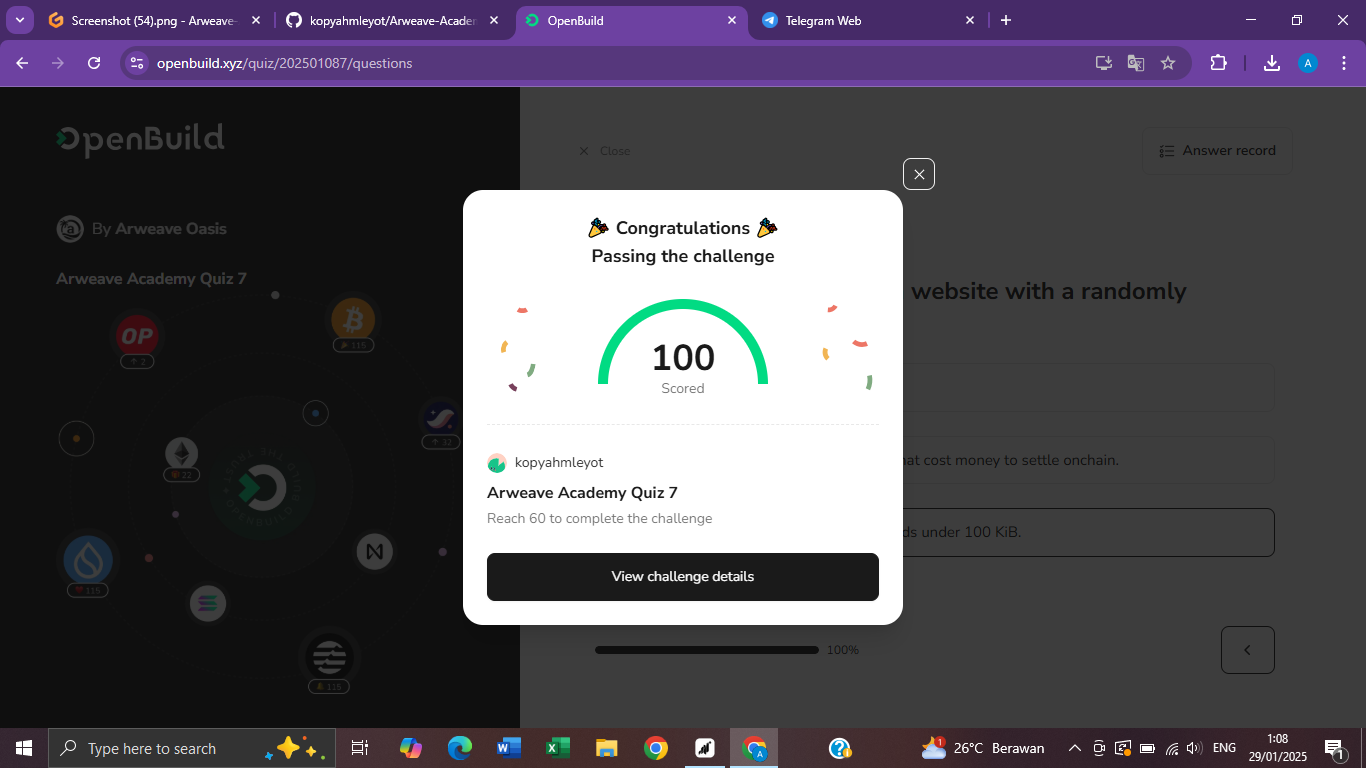 Screenshot (54).png - Arweave-
kopyahmleyot/Arweave-Academ
OpenBuild
Telegram Web
openbuild.xyz/quiz/202501087/questions
A
OpenBuild
Close
Answer record
By Arweave Oasis
Arweave Academy Quiz 7
🎉 Congratulations 🎉
Passing the challenge
website with a randomly
OP
2
115
100
Scored
32
22
hat cost money to settle onchain.
kopyahmleyot
Arweave Academy Quiz 7
Reach 60 to complete the challenge
ds under 100 KiB.
View challenge details
115
100%
115
Type here to search
26°C Berawan
ENG
1:08
29/01/2025
1